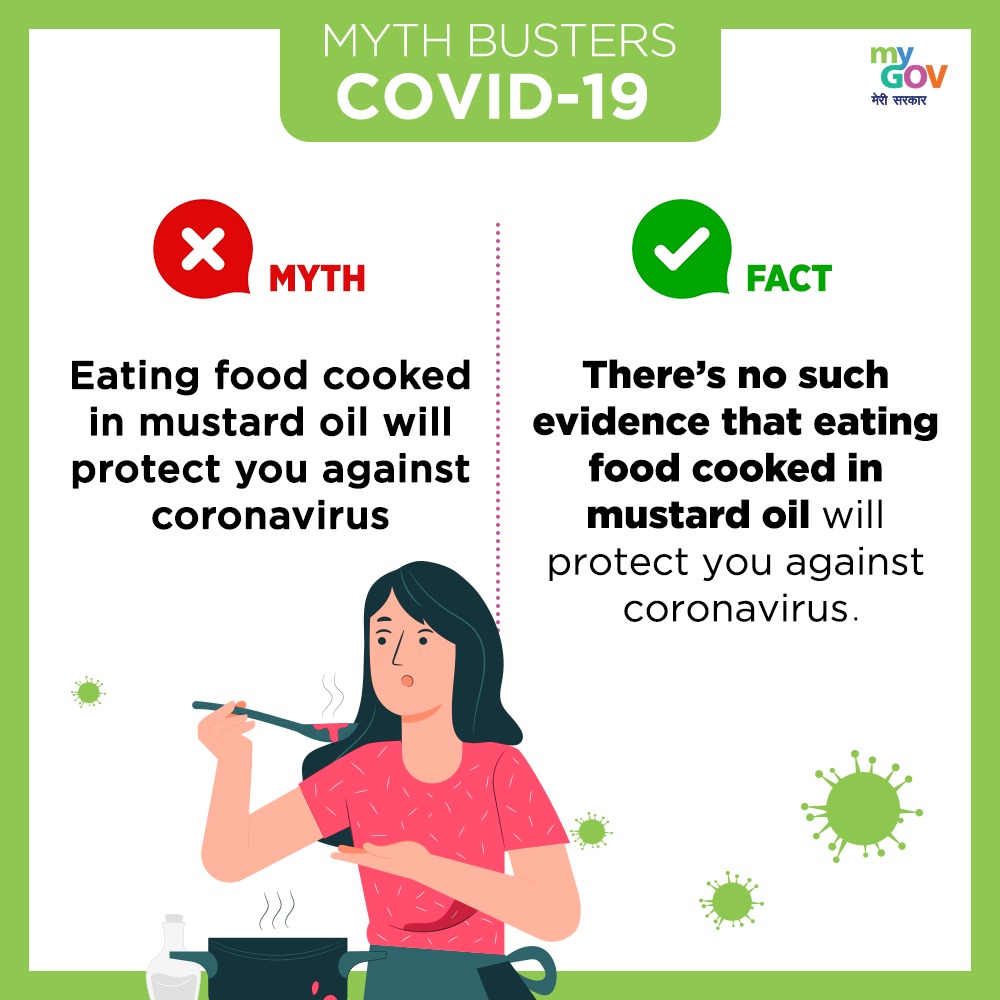 MYTH BUSTERS
COVID-19
my
GOV
मेरी सरकार
MYTH
Eating food cooked
in mustard oil will
protect you against
coronavirus
FACT
There’s no such
evidence that eating
food cooked in
mustard oil will
protect you against
coronavirus.